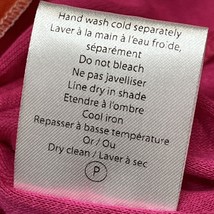 Hand wash cold separately
Laver à la main à l'eau froide,
séparément
Do not bleach
Ne pas javelliser
Line dry in shade
Etendre à l'ombre
Cool iron
Repasser à basse température
Or / Ou
Dry clean / Laver à sec
P